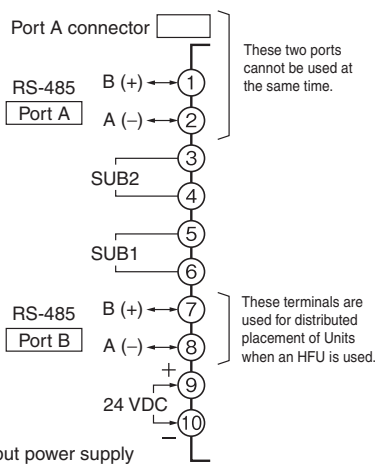 Port A connector
These two ports
cannot be used at
the same time.
RS-485
Port A
B (+)
1
A (−)
2
3
SUB2
4
5
SUB1
6
RS-485
Port B
B (+)
7
A (−)
8
These terminals are
used for distributed
placement of Units
when an HFU is used.
+
9
24 VDC
10
−
put power supply